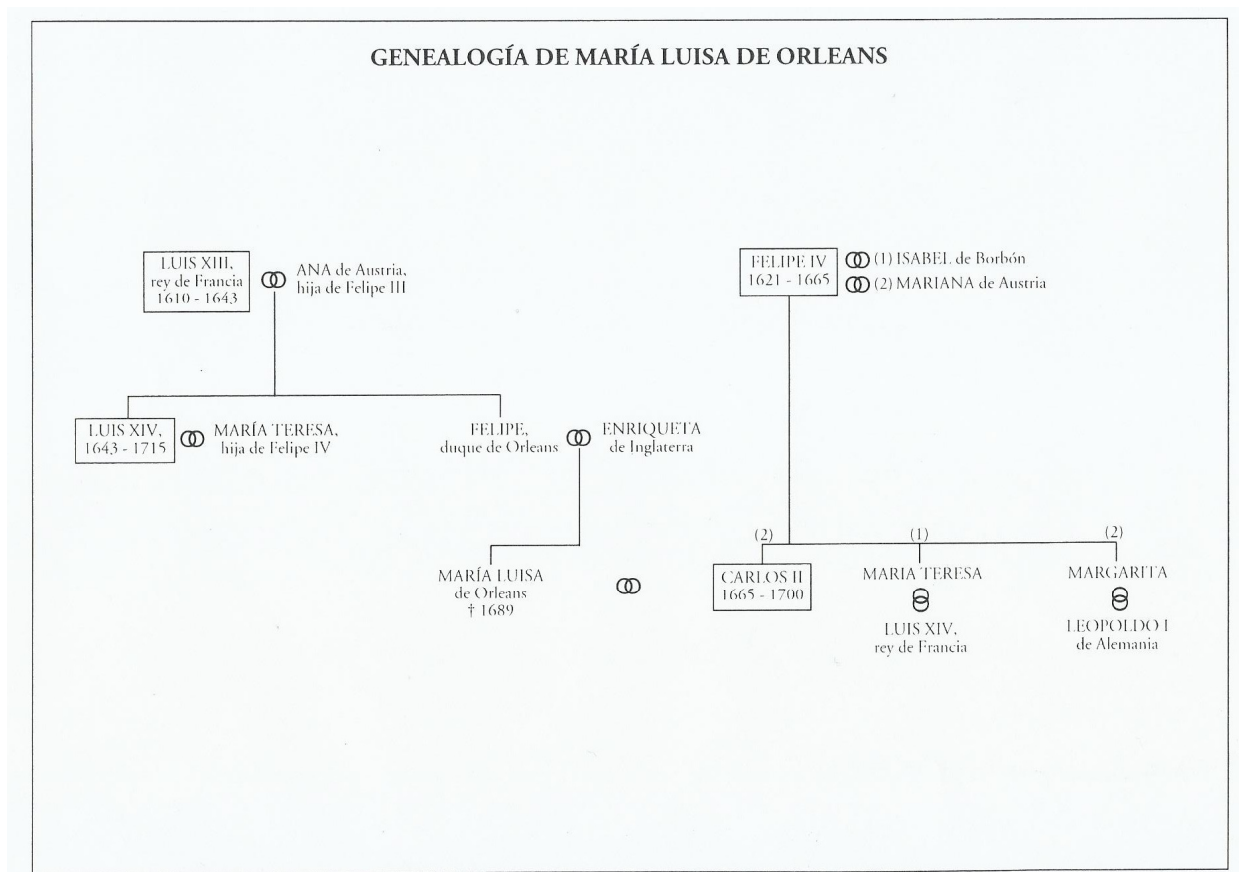 GENEALOGÍA DE MARÍA LUISA DE ORLEANS
LUIS XIII,
rey de Francia
1610 - 1643
ANA de Austria,
hija de Felipe III
FELIPE IV
1621 - 1665
(1) ISABEL de Borbón
(2) MARIANA de Austria
LUIS XIV,
1643 - 1715
MARÍA TERESA,
hija de Felipe IV
FELIPE,
duque de Orleans
ENRIQUETA
de Inglaterra
(2)
(1)
(2)
MARÍA LUISA
de Orleans
† 1689
CARLOS II
1665 - 1700
MARIA TERESA
LUIS XIV,
rey de Francia
MARGARITA
LEOPOLDO I
de Alemania